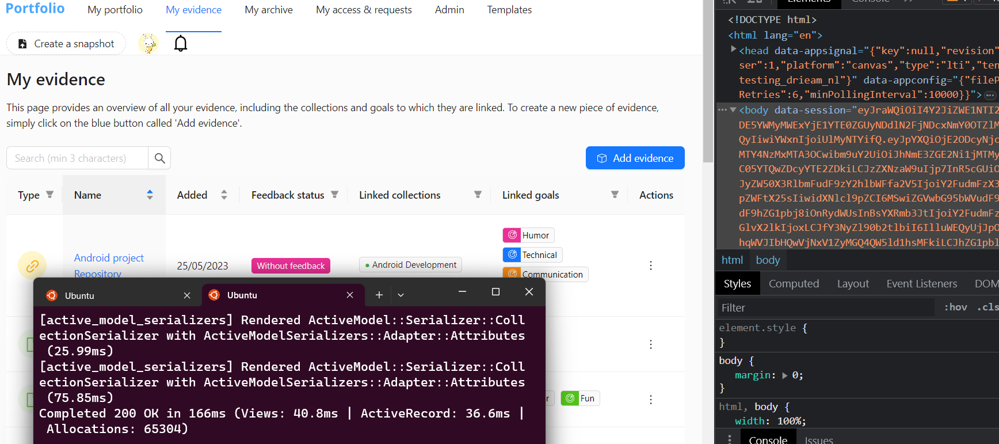 Portfolio My portfolio My evidence My archive My access & requests Admin Templates
Create a snapshot
My evidence
This page provides an overview of all your evidence, including the collections and goals to which they are linked. To create a new piece of evidence,
simply click on the blue button called 'Add evidence'.
Search (min 3 characters)
Add evidence
Type Name Added Feedback status Linked collections Linked goals Actions
Humor
Technical
Communication
Android project
Repository
25/05/2023
Without feedback
Android Development
Fun
Ubuntu
Ubuntu
[active_model_serializers] Rendered ActiveModel::Serializer::Coll
ectionSerializer with ActiveModelSerializers::Adapter::Attributes
(25.99ms)
[active_model_serializers] Rendered ActiveModel::Serializer::Coll
ectionSerializer with ActiveModelSerializers::Adapter::Attributes
(75.85ms)
Completed 200 OK in 166ms (Views: 40.8ms | ActiveRecord: 36.6ms |
Allocations: 65304)
Elements Console
<!DOCTYPE html>
<html lang="en">
<head data-appsignal="{"key":null,"revision"
ser":1,"platform":"canvas","type":"lti","ten
testing_drieam_nl"}" data-appconfig="{"fileP
Retries":6,"minPollingInterval":10000}}">
<body data-session="eyJraWQiOiI4Y2JiZWE1NTI2
DE5YWMyMWExYjE1YTE0ZGUyNDdlN2FjNDcxNmY0OTZlM
QyIiwiYWxnIjoiUlMyNTYifQ.eyJpYXQiOjE2ODcyNjc
MTY4NzMxMTA3OCwibm9uY2UiOiJhNmE3ZGE2Ni1jMTMy
C05YTQwZDcyYTE2ZDkiLCJzZXNzaW9uIjp7InR5cGUiO
JyZW50X3RlbmFudF9zY2hlbWFfa2V5IjoiY2FudmFzX3
pZWFtX25sIiwidXNlcl9pZCI6MSwiZGVwbG95bWVudF9
dF9hZG1pbj8iOnRydWUsInBsYXRmb3JtIjoiY2FudmFz
GlvX2lkIjoxLCJfY3NyZl90b2tlbiI6IlluWEQyUjJpO
hqWVJIbHQwVjNxV1ZyMGQ4QW5ld1hsMFkiLCJhZG1pbl
html body
Styles Computed Layout Event Listeners DOM
Filter :hov .cls
element.style {
}
body {
margin: 0;
}
html, body {
width: 100%;
Console Issues